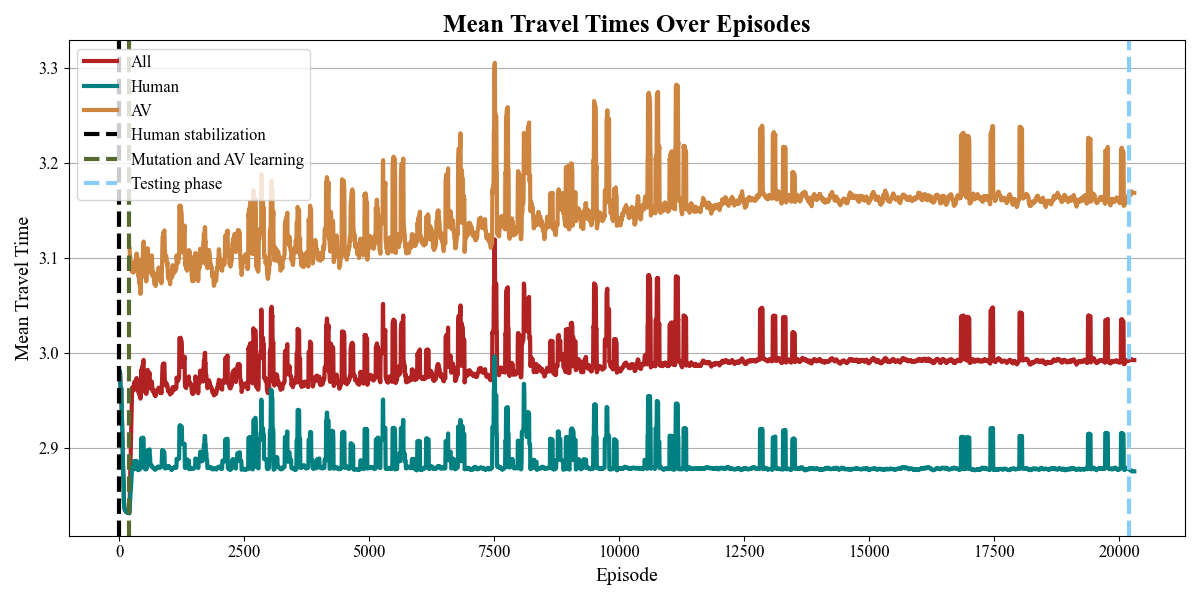 Mean Travel Times Over Episodes
All
Human
AV
Human stabilization
Mutation and AV learning
Testing phase
Mean Travel Time
3.3
3.2
3.1
3.0
2.9
0
2500
5000
7500
10000
12500
15000
17500
20000
Episode